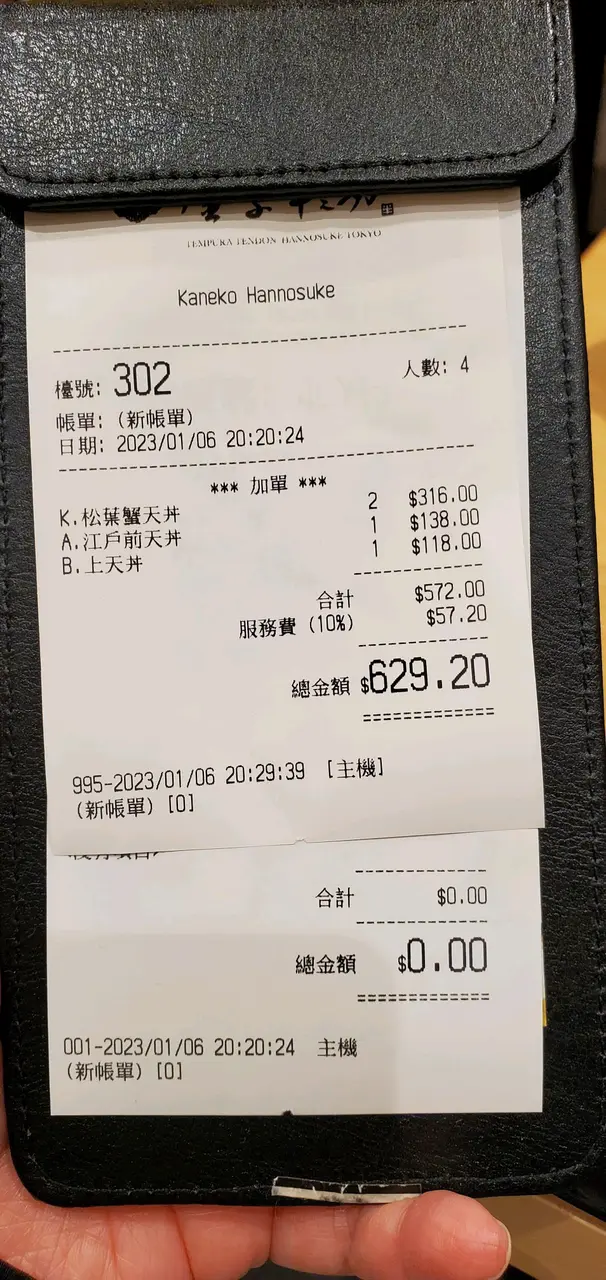 TEMPURA TENDON HANNOSUKE TOKYO
Kaneko Hannosuke
檯號: 302 人數: 4
帳單: (新帳單)
日期: 2023/01/06 20:20:24
*** 加單 ***
K.松葉蟹天丼 2 $316.00
A.江戶前天丼 1 $138.00
B.上天丼 1 $118.00
合計 $572.00
服務費 (10%) $57.20
總金額 $629.20
995-2023/01/06 20:29:39 [主機]
(新帳單) [0]
合計 $0.00
總金額 $0.00
001-2023/01/06 20:20:24 主機
(新帳單) [0]